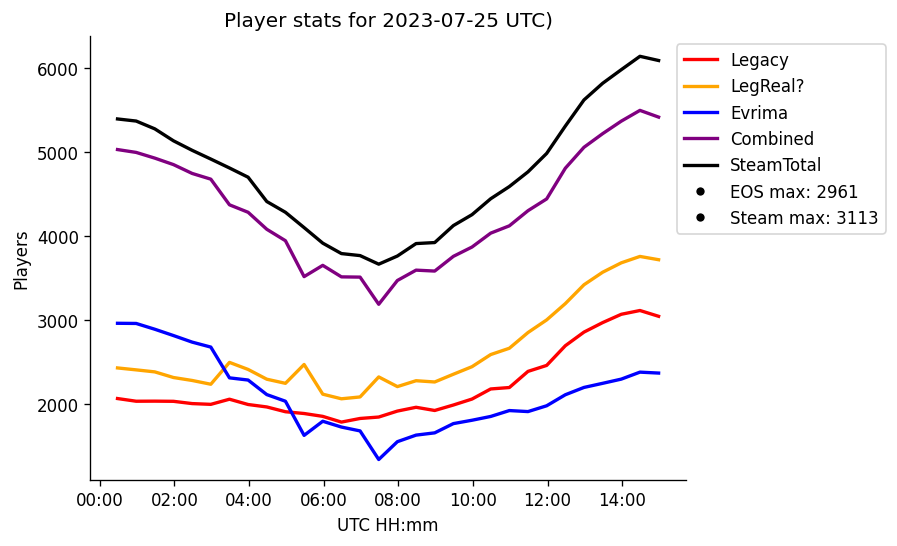 Player stats for 2023-07-25 UTC)
Players
6000
5000
4000
3000
2000
00:00 02:00 04:00 06:00 08:00 10:00 12:00 14:00
UTC HH:mm
Legacy
LegReal?
Evrima
Combined
SteamTotal
EOS max: 2961
Steam max: 3113